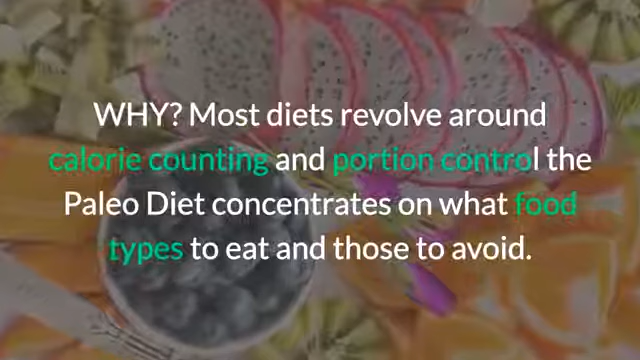 WHY? Most diets revolve around
calorie counting and portion control the
Paleo Diet concentrates on what food
types to eat and those to avoid.